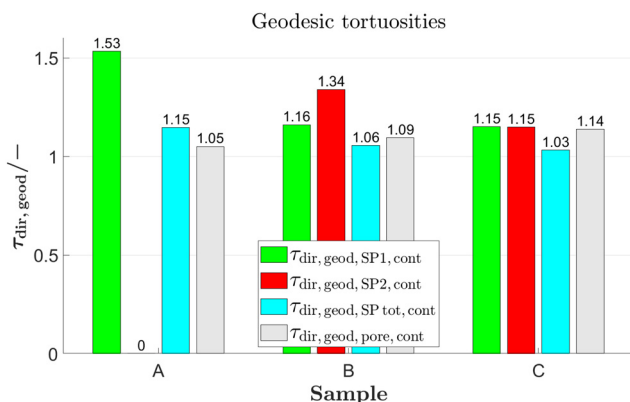 Geodesic tortuosities
τdir,geod/−
1.5
1
0.5
0
1.53
0
1.15
1.05
1.16
1.34
1.06
1.09
1.15
1.15
1.03
1.14
τdir,geod,SP1,cont
τdir,geod,SP2,cont
τdir,geod,SP tot,cont
τdir,geod,pore,cont
A B C
Sample